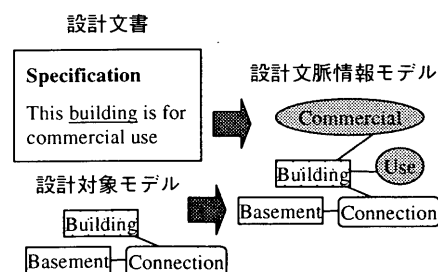 設計文書
Specification
This building is for
commercial use
設計対象モデル
Building
Basement
Connection
設計文脈情報モデル
Commercial
Use
Building
Basement
Connection